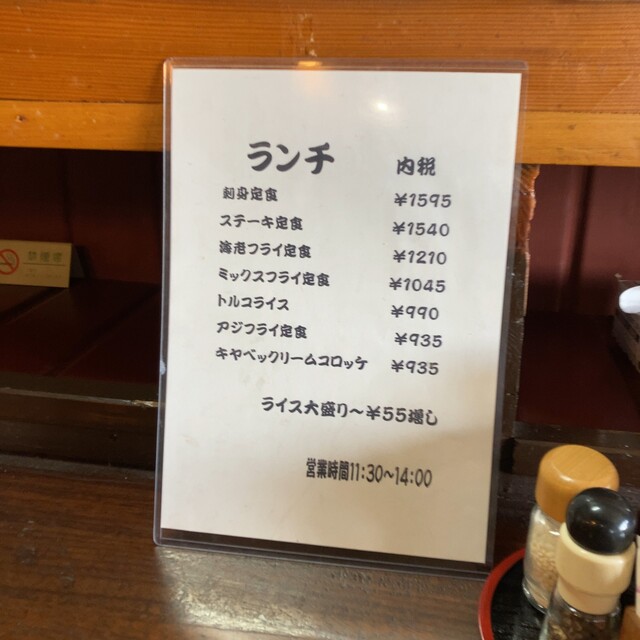 ランチ 内税
刺身定食 ¥1595
ステーキ定食 ¥1540
海老フライ定食 ¥1210
ミックスフライ定食 ¥1045
トルコライス ¥990
アジフライ定食 ¥935
キャベックリームコロッケ ¥935
ライス大盛り〜¥55増し
営業時間11:30〜14:00
禁煙席